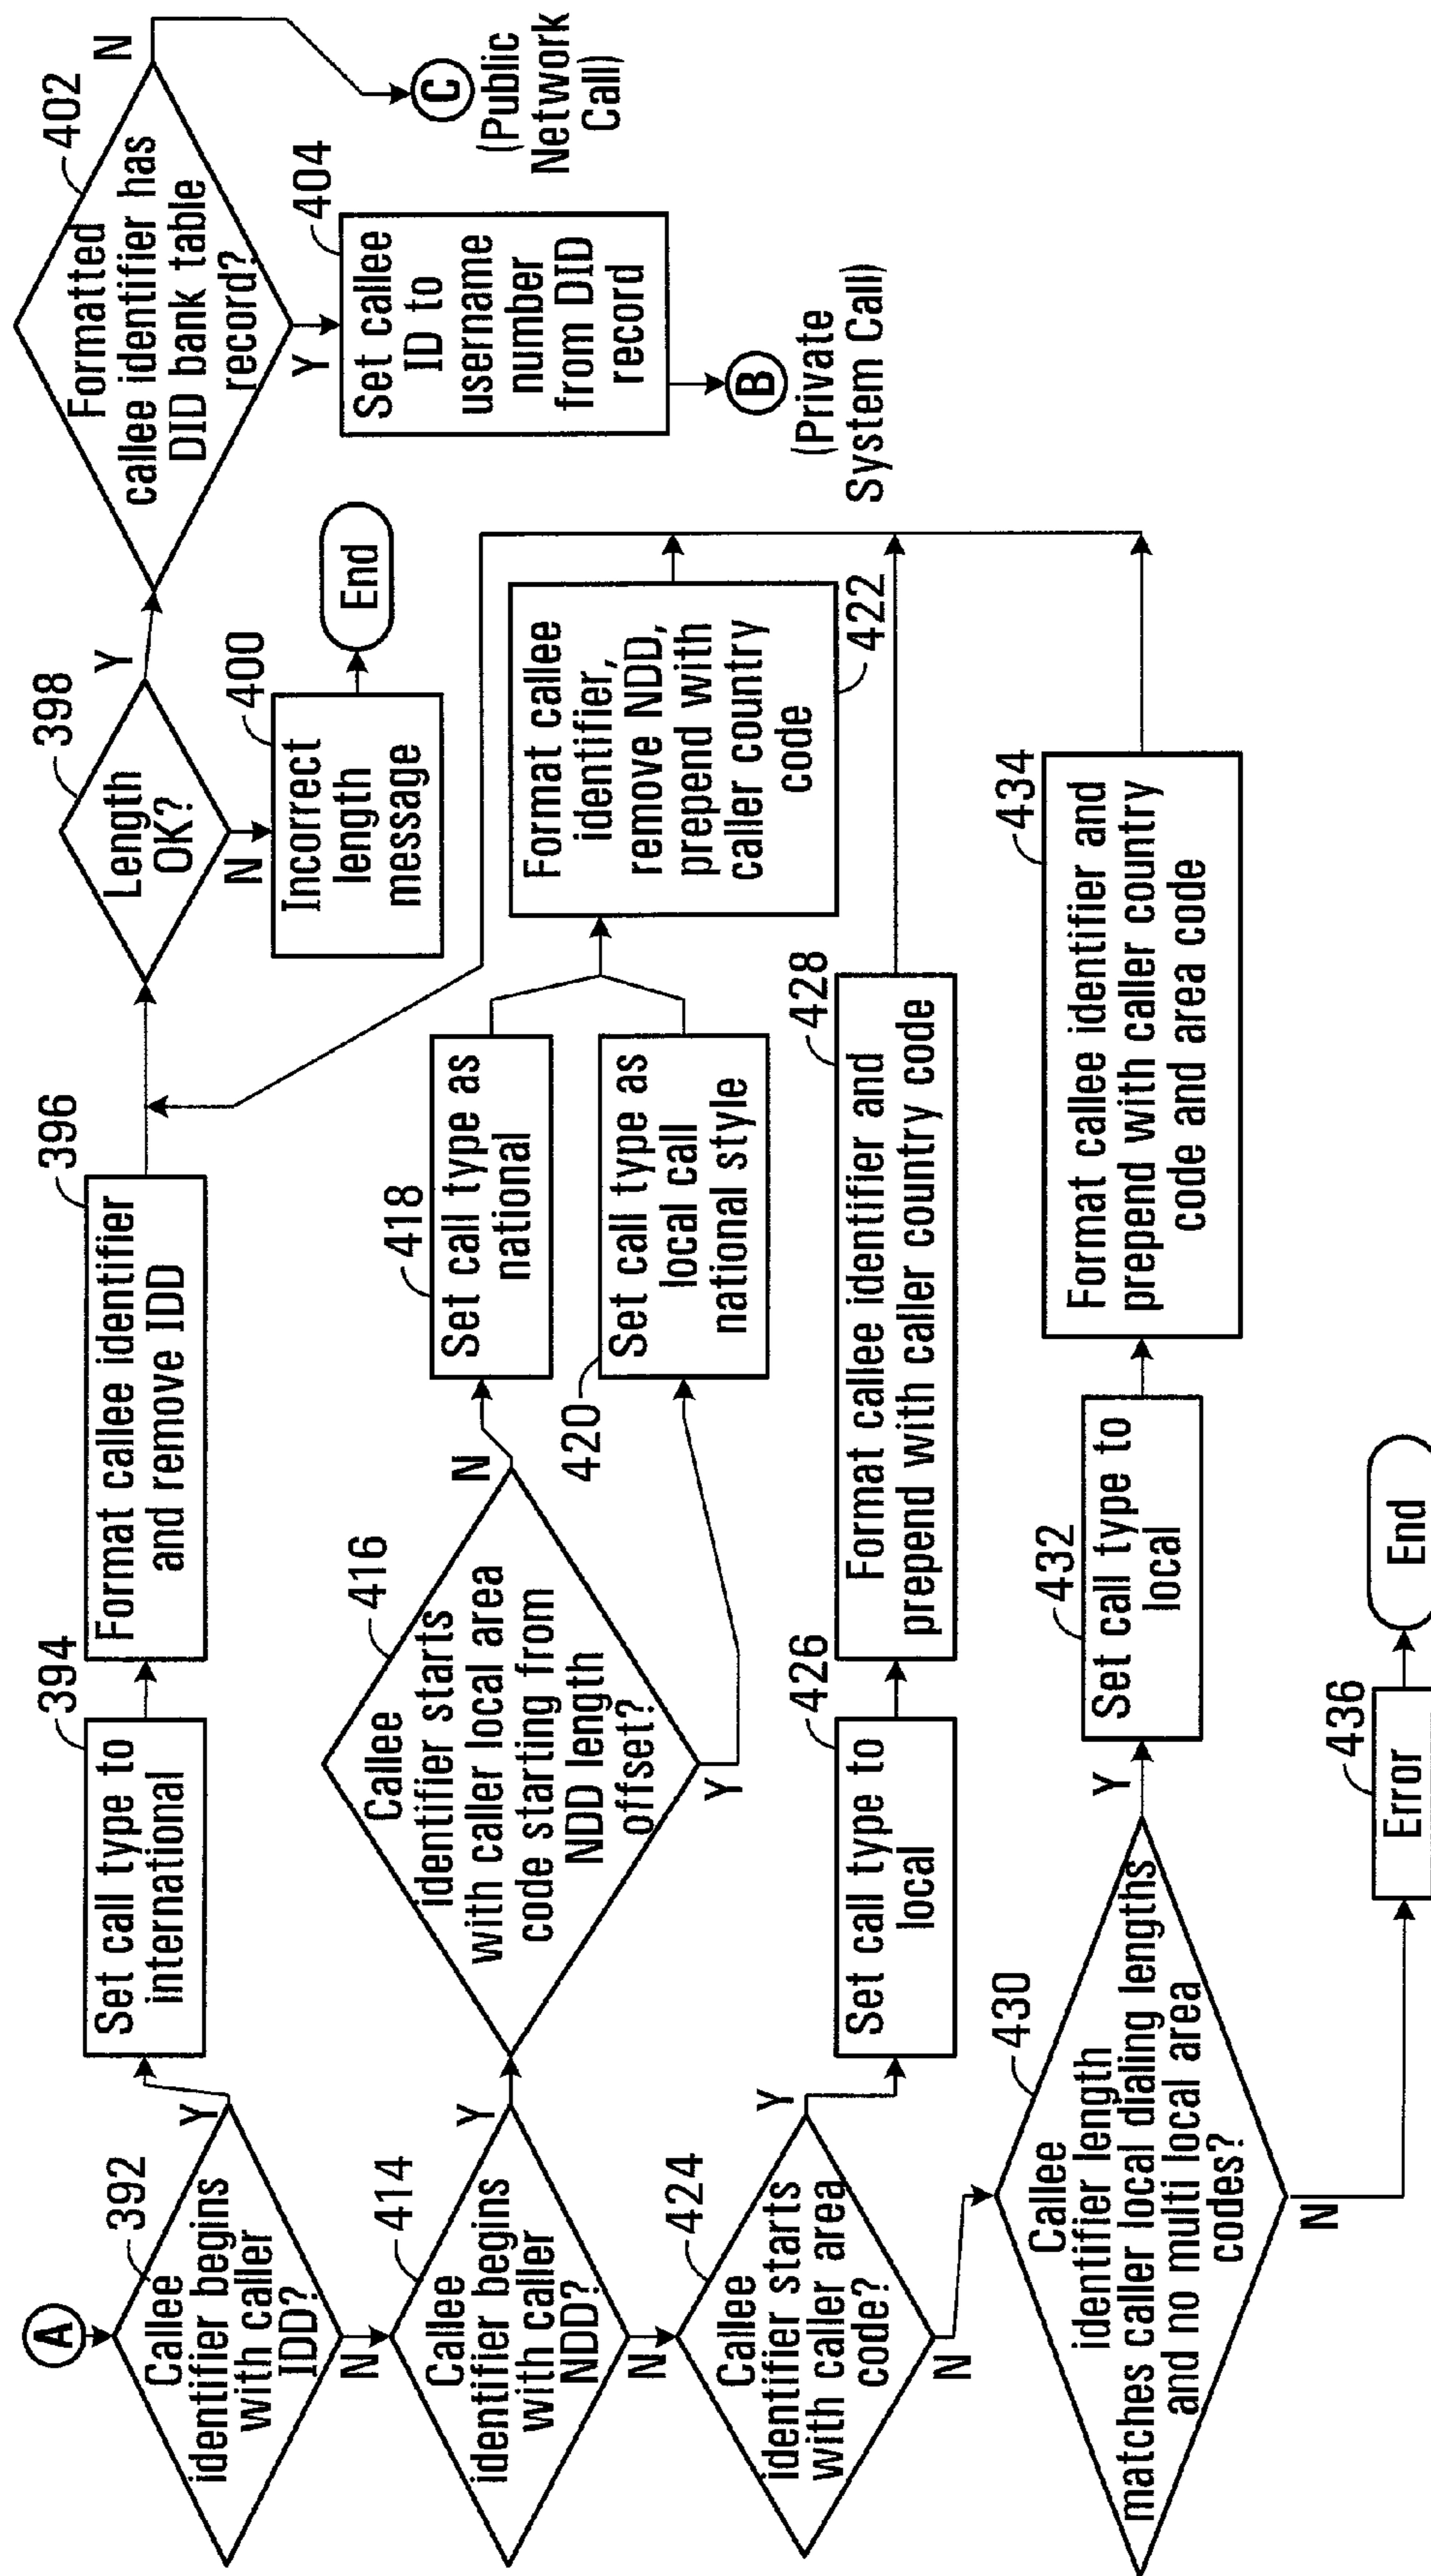 A
392
Callee
identifier begins
with caller
IDD?
Y
N
394
Set call type to
international
396
Format callee identifier
and remove IDD
398
Length
OK?
Y
N
400
Incorrect
length
message
End
402
Formatted
callee identifier has
DID bank table
record?
N
Y
C
(Public
Network
Call)
404
Set callee
ID to
username
number
from DID
record
B
(Private
System Call)
414
Callee
identifier begins
with caller
NDD?
Y
N
416
Callee
identifier starts
with caller local area
code starting from
NDD length
offset?
N
Y
418
Set call type as
national
420
Set call type as
local call
national style
Format callee
identifier,
remove NDD,
prepend with
caller country
code
422
424
Callee
identifier starts
with caller area
code?
Y
N
426
Set call type to
local
428
Format callee identifier and
prepend with caller country code
430
Callee
identifier length
matches caller local dialing lengths
and no multi local area
codes?
Y
N
432
Set call type to
local
434
Format callee identifier and
prepend with caller country
code and area code
436
Error
End